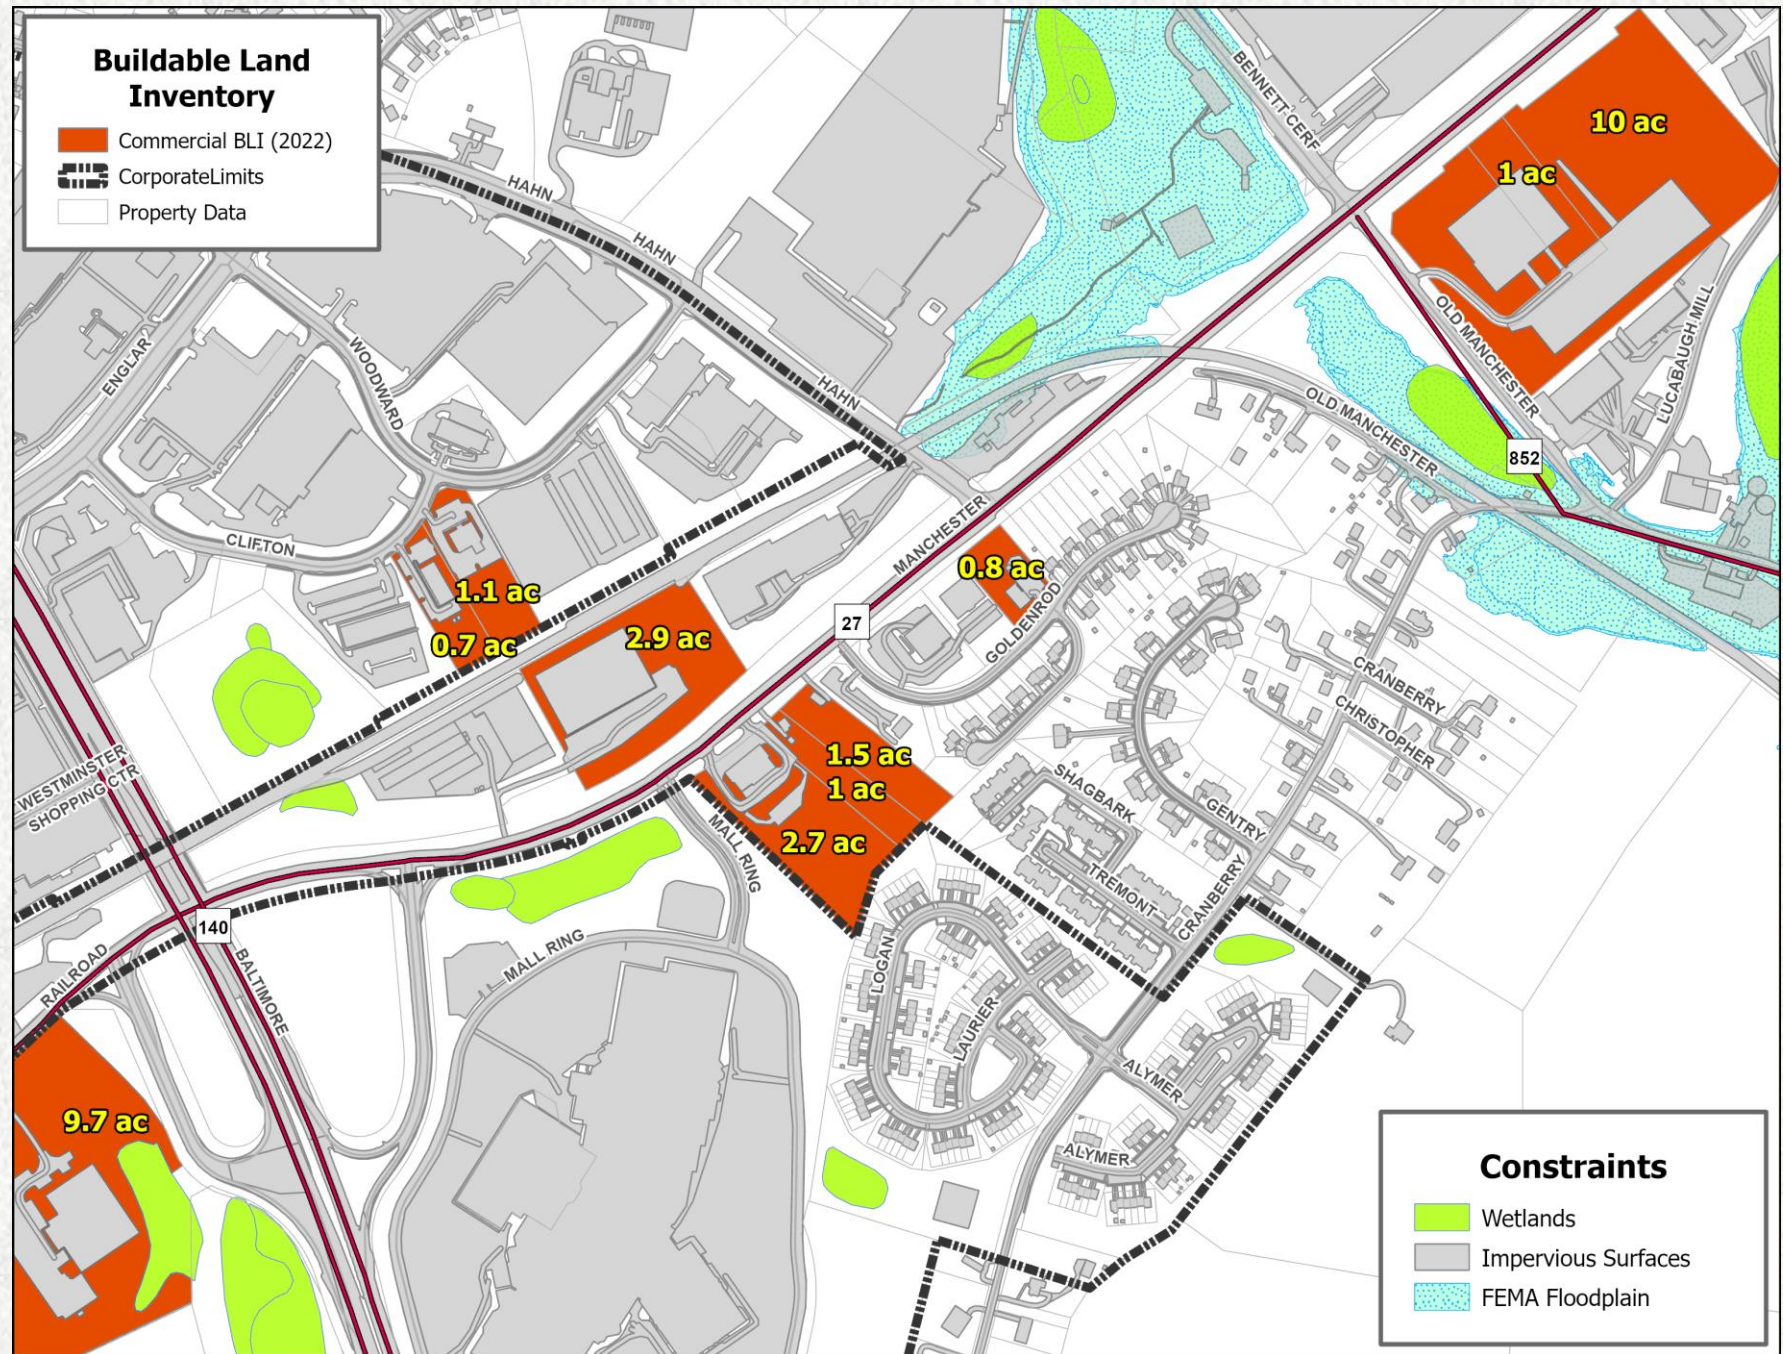 Buildable Land
Inventory
Commercial BLI (2022)
CorporateLimits
Property Data
BENNETT CERF
10 ac
1 ac
HAHN
HAHN
HAHN
ENGLAR
WOODWARD
CLIFTON
OLD MANCHESTER
OLD MANCHESTER
LUCABAUGH MILL
852
MANCHESTER
27
0.8 ac
GOLDENROD
1.1 ac
0.7 ac
2.9 ac
1.5 ac
1 ac
2.7 ac
CRANBERRY
CHRISTOPHER
SHAGBARK
GENTRY
TREMONT
CRANBERRY
WESTMINSTER
SHOPPING CTR
MALL RING
MALL RING
140
RAILROAD
BALTIMORE
LOGAN
LAURIER
ALYMER
ALYMER
9.7 ac
Constraints
Wetlands
Impervious Surfaces
FEMA Floodplain